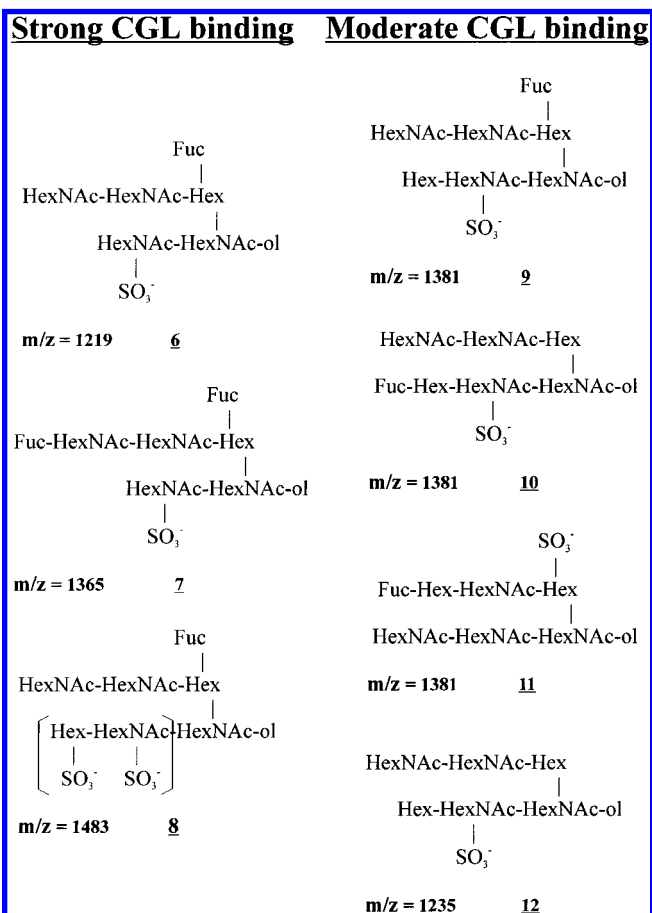 Strong CGL binding
Fuc
HexNAc-HexNAc-Hex
HexNAc-HexNAc-ol
SO₃⁻
m/z = 1219 6
Fuc
Fuc-HexNAc-HexNAc-Hex
HexNAc-HexNAc-ol
SO₃⁻
m/z = 1365 7
Fuc
HexNAc-HexNAc-Hex
Hex-HexNAc-HexNAc-ol
SO₃⁻ SO₃⁻
m/z = 1483 8
Moderate CGL binding
Fuc
HexNAc-HexNAc-Hex
Hex-HexNAc-HexNAc-ol
SO₃⁻
m/z = 1381 9
HexNAc-HexNAc-Hex
Fuc-Hex-HexNAc-HexNAc-ol
SO₃⁻
m/z = 1381 10
SO₃⁻
Fuc-Hex-HexNAc-Hex
HexNAc-HexNAc-HexNAc-ol
m/z = 1381 11
HexNAc-HexNAc-Hex
Hex-HexNAc-HexNAc-ol
SO₃⁻
m/z = 1235 12